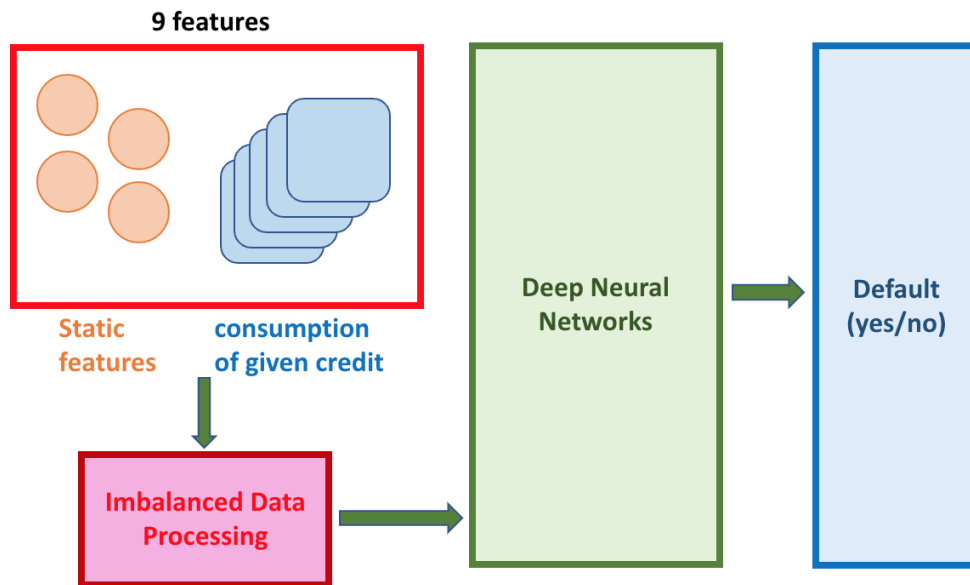 9 features
Static
features
consumption
of given credit
Imbalanced Data
Processing
Deep Neural
Networks
Default
(yes/no)